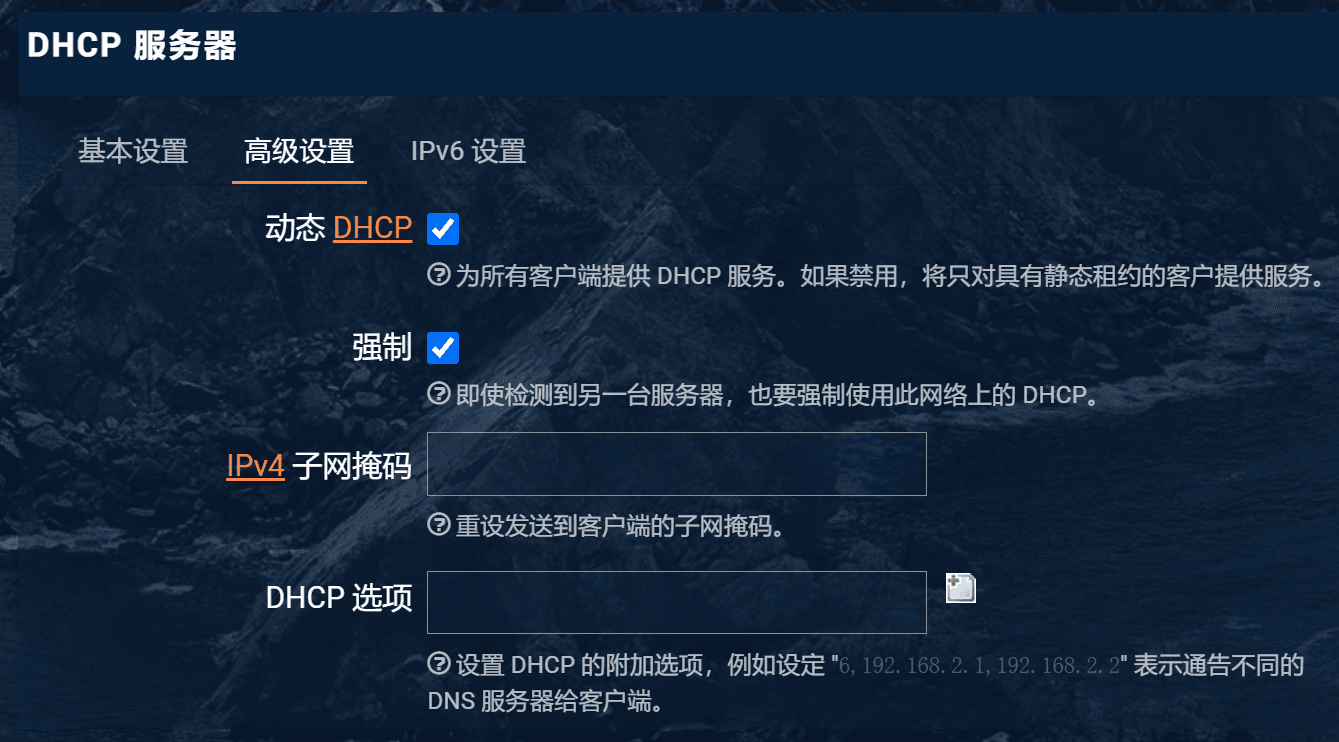 DHCP 服务器
基本设置 高级设置 IPv6 设置
动态 DHCP
为所有客户端提供 DHCP 服务。如果禁用，将只对具有静态租约的客户提供服务。
强制
即使检测到另一台服务器，也要强制使用此网络上的 DHCP。
IPv4 子网掩码
重设发送到客户端的子网掩码。
DHCP 选项
设置 DHCP 的附加选项，例如设定 "6,192.168.2.1,192.168.2.2" 表示通告不同的
DNS 服务器给客户端。